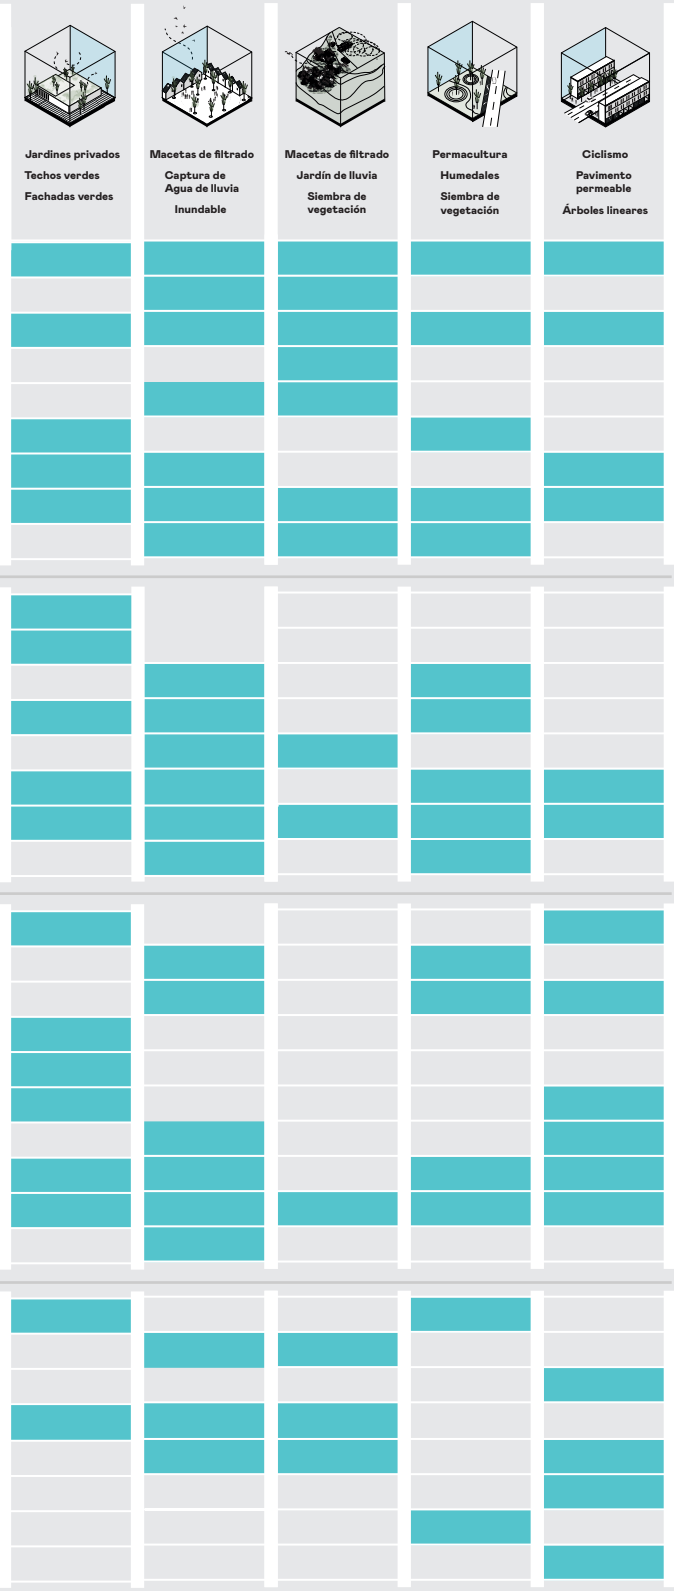 Jardines privados
Techos verdes
Fachadas verdes
Macetas de filtrado
Captura de
Agua de lluvia
Inundable
Macetas de filtrado
Jardín de lluvia
Siembra de
vegetación
Permacultura
Humedales
Siembra de
vegetación
Ciclismo
Pavimento
permeable
Árboles lineares